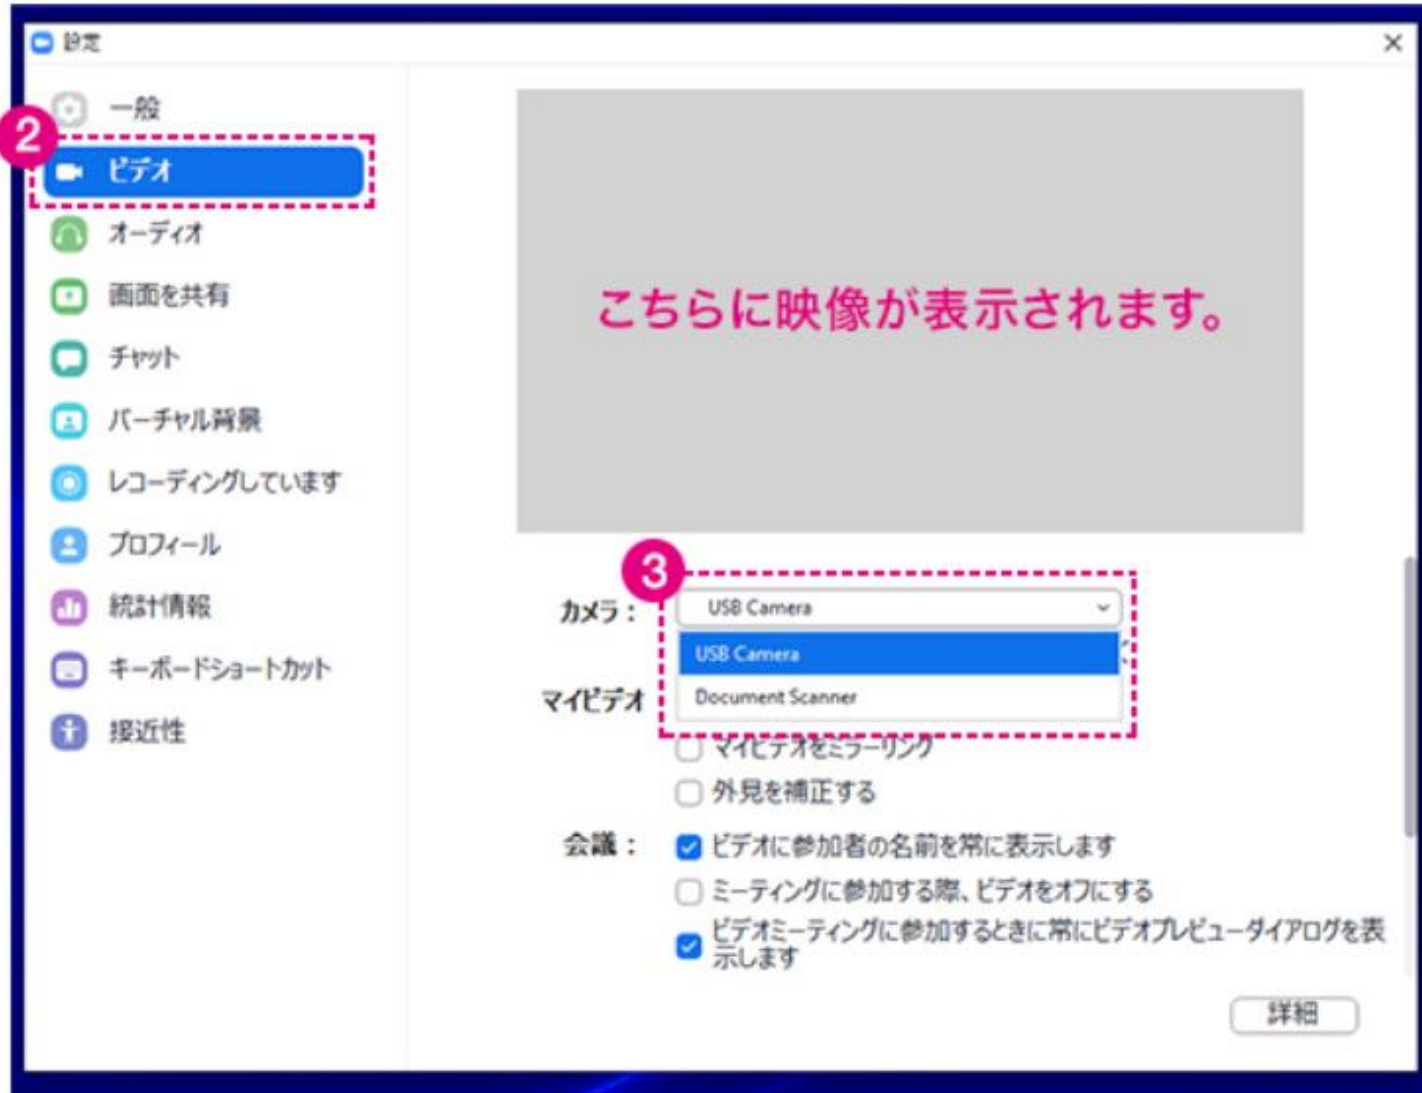 設定
一般
2
ビデオ
オーディオ
画面を共有
チャット
バーチャル背景
レコーディングしています
プロフィール
統計情報
キーボードショートカット
接近性
こちらに映像が表示されます。
3
カメラ： USB Camera
USB Camera
Document Scanner
マイビデオ
マイビデオをミラーリング
外見を補正する
会議： ビデオに参加者の名前を常に表示します
ミーティングに参加する際、ビデオをオフにする
ビデオミーティングに参加するときに常にビデオプレビューダイアログを表
示します
詳細